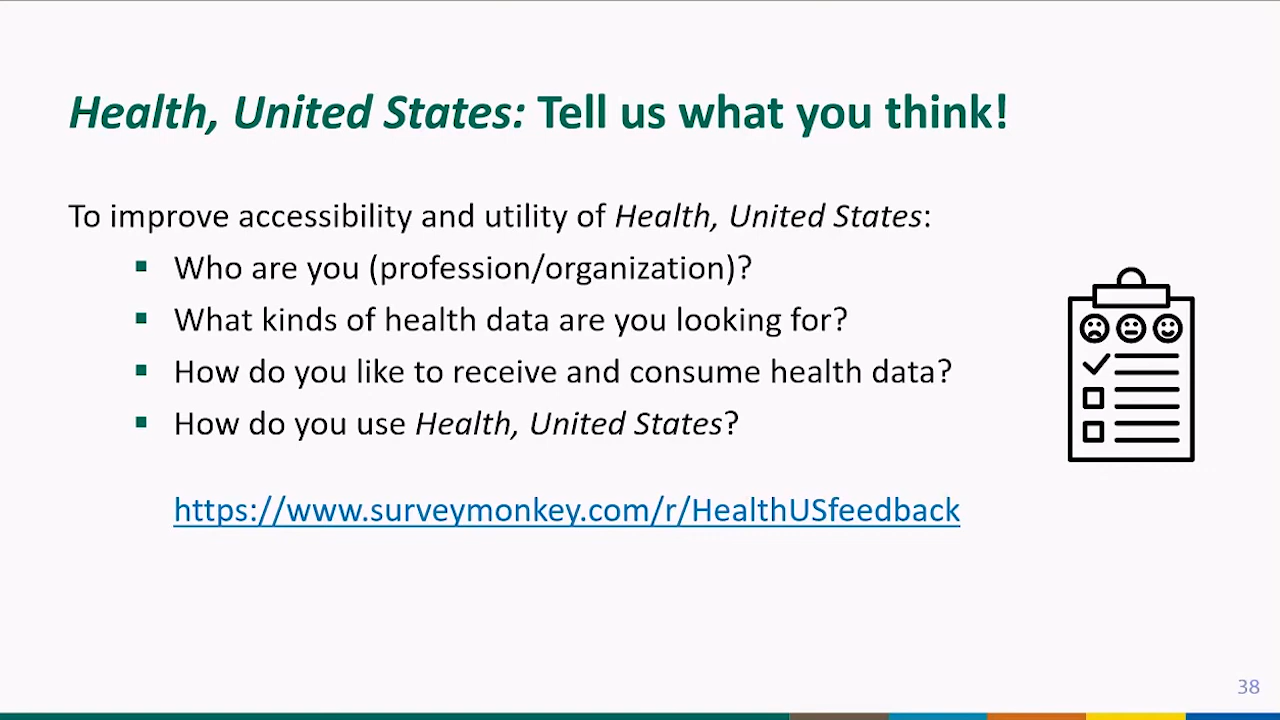 Health, United States: Tell us what you think!
To improve accessibility and utility of Health, United States:
▪ Who are you (profession/organization)?
▪ What kinds of health data are you looking for?
▪ How do you like to receive and consume health data?
▪ How do you use Health, United States?
https://www.surveymonkey.com/r/HealthUSfeedback
38